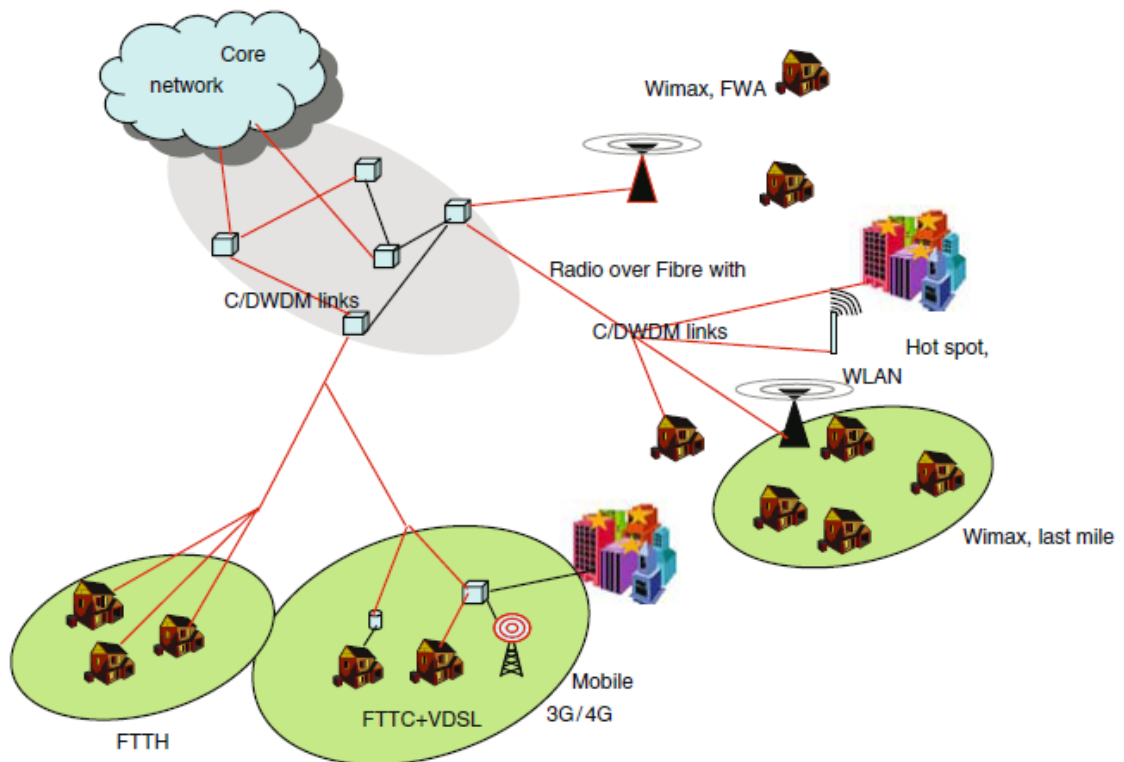 Core
network
Wimax, FWA
Radio over Fibre with
C/DWDM links
C/DWDM links
Hot spot,
WLAN
Wimax, last mile
Mobile
3G/4G
FTTC+VDSL
FTTH